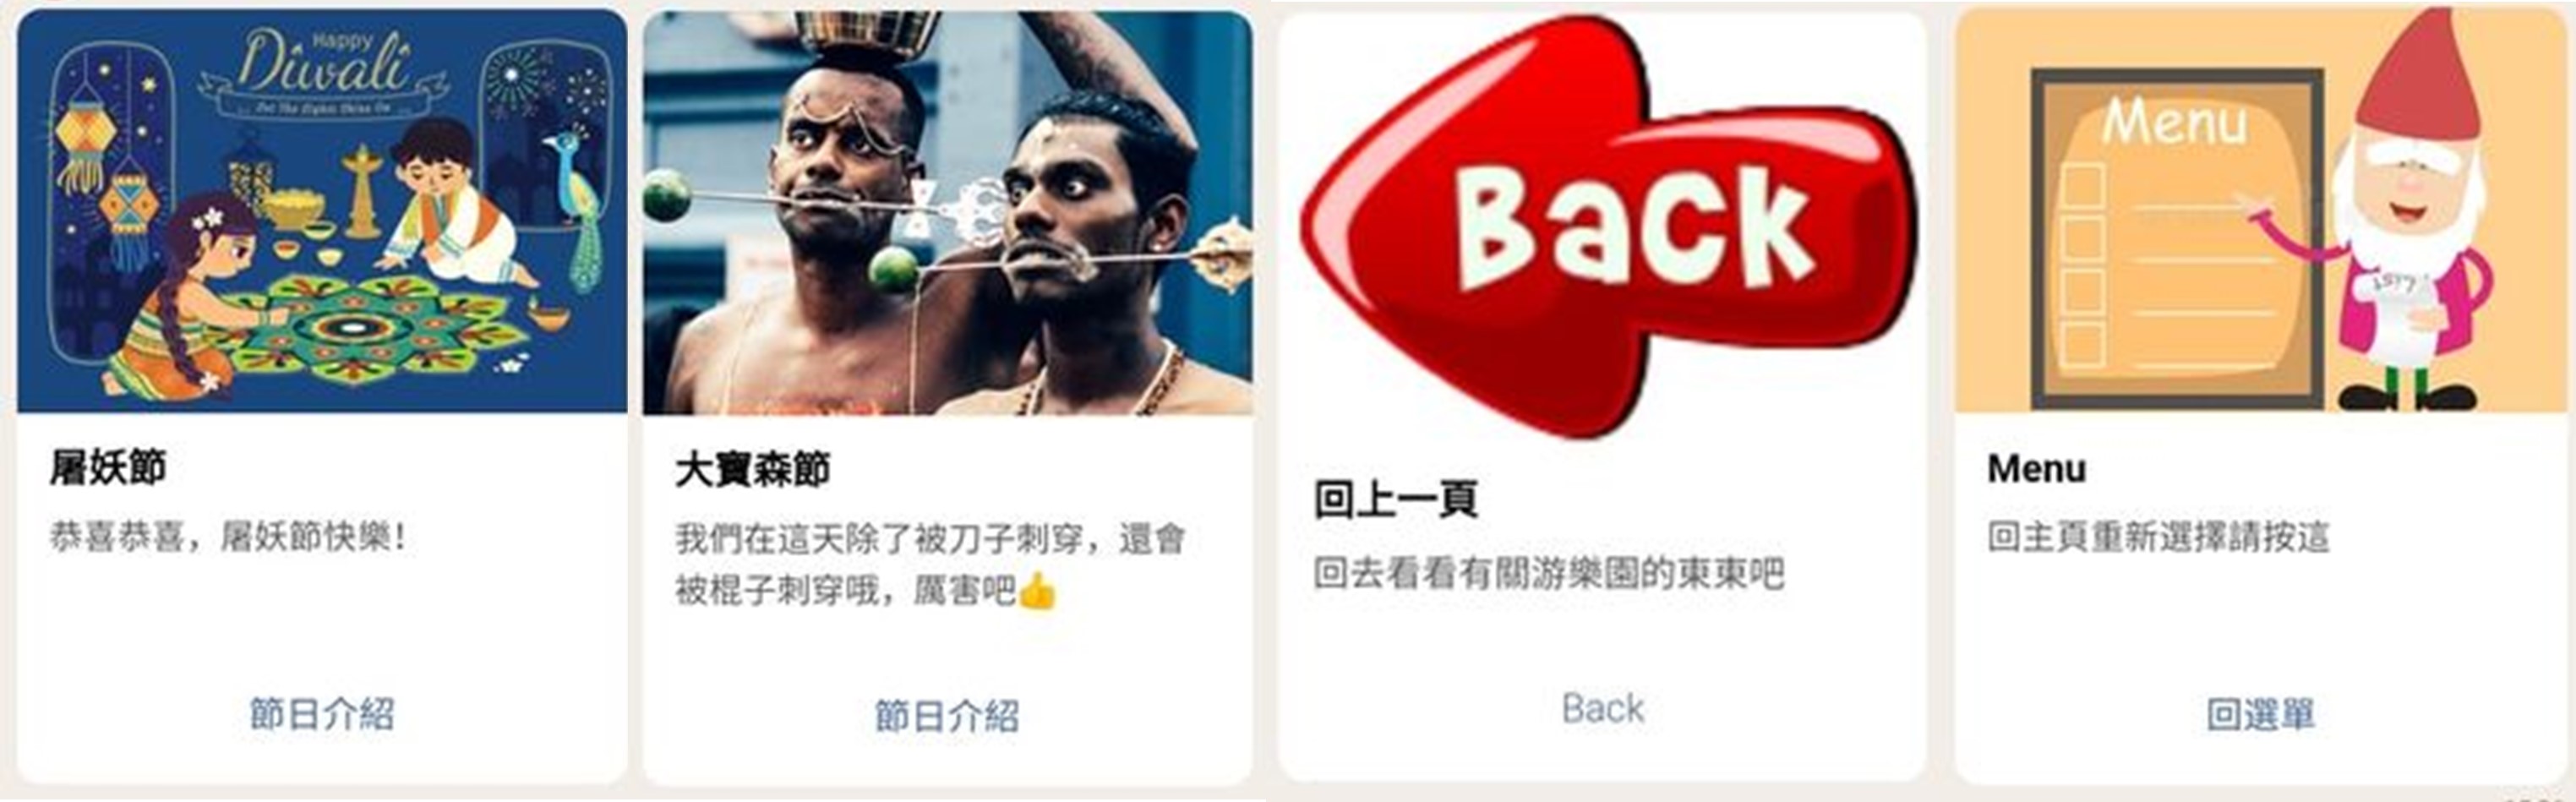 Happy
Diwali
屠妖節
恭喜恭喜，屠妖節快樂！
節日介紹
大寶森節
我們在這天除了被刀子刺穿，還會
被棍子刺穿哦，厲害吧👍
節日介紹
Back
回上一頁
回去看看有關游樂園的東東吧
Back
Menu
LIST
Menu
回主頁重新選擇請按這
回選單